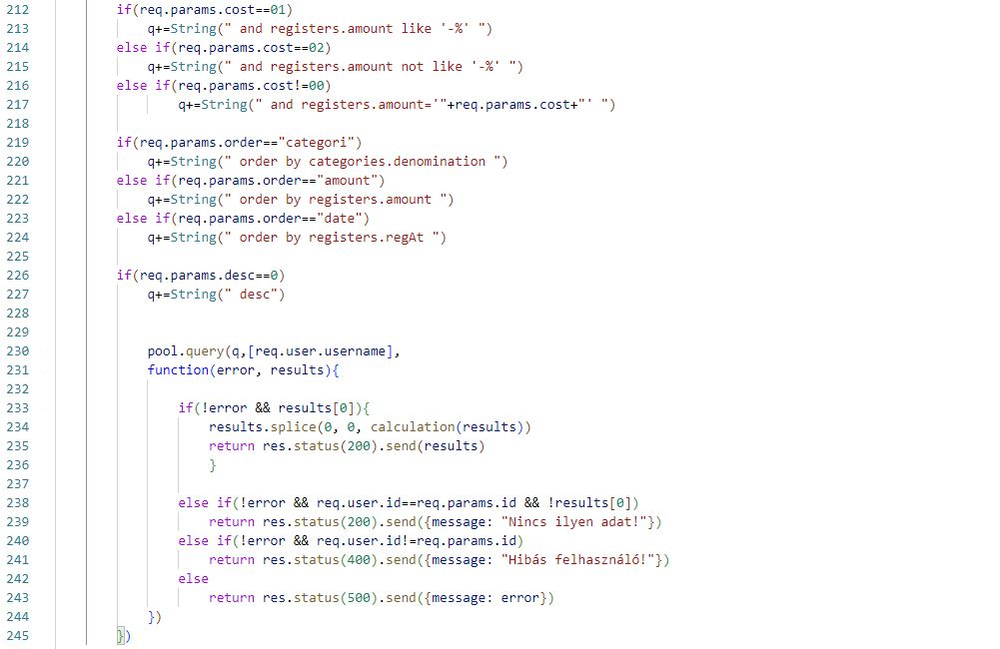 212 if(req.params.cost==01)
213 q+=String(" and registers.amount like '-%' ")
214 else if(req.params.cost==02)
215 q+=String(" and registers.amount not like '-%' ")
216 else if(req.params.cost!=00)
217 q+=String(" and registers.amount='"+req.params.cost+"' ")
218
219 if(req.params.order=="categori")
220 q+=String(" order by categories.denomination ")
221 else if(req.params.order=="amount")
222 q+=String(" order by registers.amount ")
223 else if(req.params.order=="date")
224 q+=String(" order by registers.regAt ")
225
226 if(req.params.desc==0)
227 q+=String(" desc")
228
229
230 pool.query(q,[req.user.username],
231 function(error, results){
232
233 if(!error && results[0]){
234 results.splice(0, 0, calculation(results))
235 return res.status(200).send(results)
236 }
237
238 else if(!error && req.user.id==req.params.id && !results[0])
239 return res.status(200).send({message: "Nincs ilyen adat!"})
240 else if(!error && req.user.id!=req.params.id)
241 return res.status(400).send({message: "Hibás felhasználó!"})
242 else
243 return res.status(500).send({message: error})
244 })
245 })